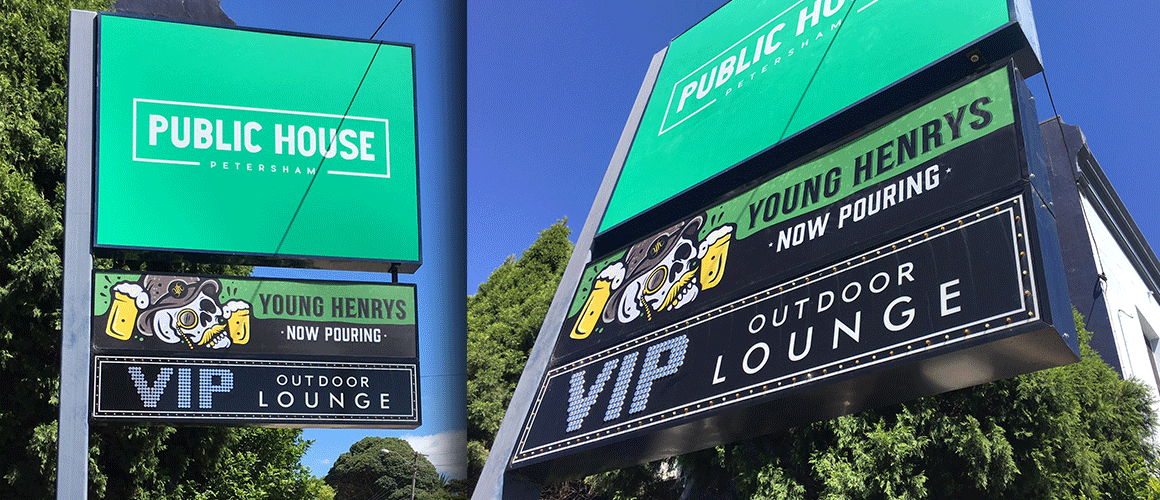 PUBLIC HOUSE
PETERSHAM
YOUNG HENRYS
·NOW POURING·
VIP OUTDOOR
LOUNGE
PUBLIC HOUSE
PETERSHAM
YOUNG HENRYS
·NOW POURING·
VIP OUTDOOR
LOUNGE